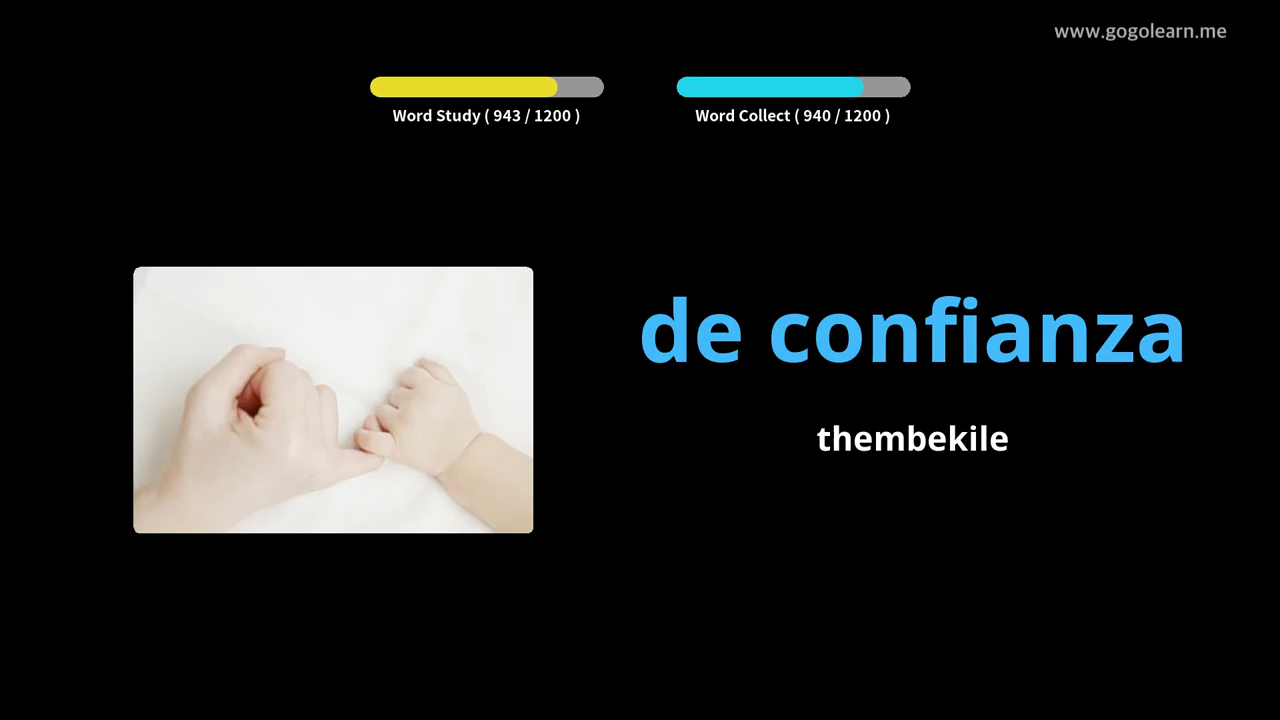 www.gogolearn.me
Word Study ( 943 / 1200 )
Word Collect ( 940 / 1200 )
de confianza
thembekile